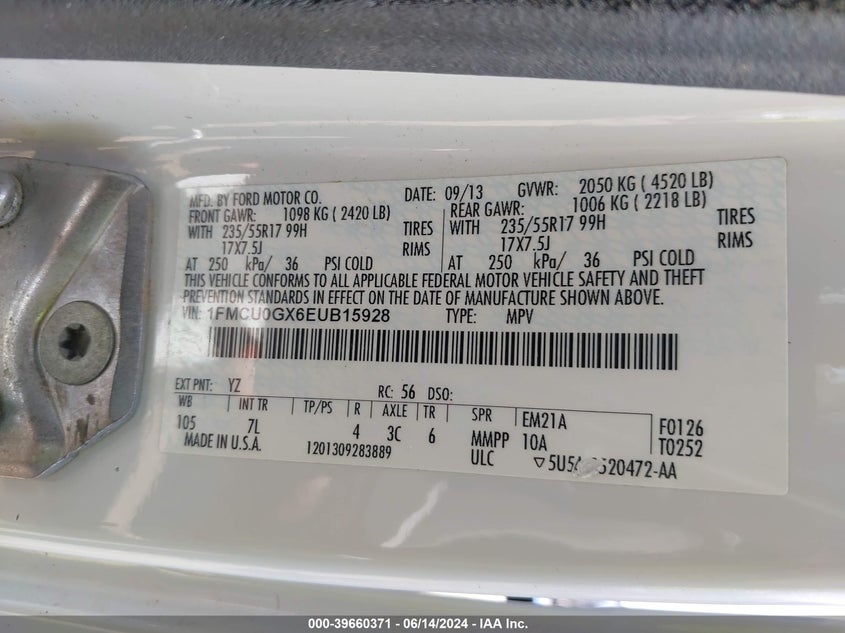 MFD. BY FORD MOTOR CO. DATE: 09/13 GVWR: 2050 KG ( 4520 LB)
FRONT GAWR: 1098 KG ( 2420 LB) REAR GAWR: 1006 KG ( 2218 LB)
WITH 235/55R17 99H TIRES WITH 235/55R17 99H TIRES
17X7.5J RIMS 17X7.5J RIMS
AT 250 kPa/ 36 PSI COLD AT 250 kPa/ 36 PSI COLD
THIS VEHICLE CONFORMS TO ALL APPLICABLE FEDERAL MOTOR VEHICLE SAFETY AND THEFT
PREVENTION STANDARDS IN EFFECT ON THE DATE OF MANUFACTURE SHOWN ABOVE.
VIN: 1FMCU0GX6EUB15928 TYPE: MPV
EXT PNT: YZ RC: 56 DSO:
WB INT TR TP/PS R AXLE TR SPR EM21A F0126
105 7L 4 3C 6 MMPP 10A T0252
MADE IN U.S.A. 1201309283889 ULC ▽5U5A 520472-AA
000-39660371 / 06/14/2024 - IAA Inc.